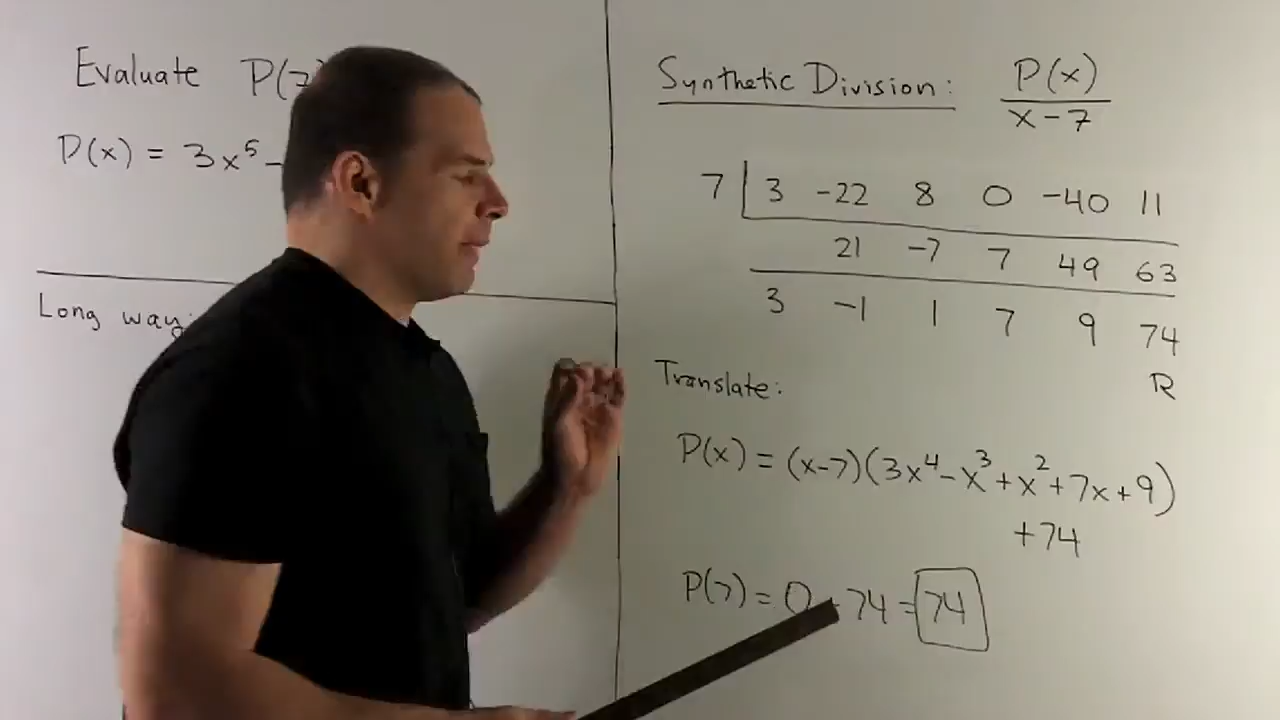 Evaluate P(7
P(x) = 3x⁵ -
Long way:
Synthetic Division: P(x)
x-7
7 3 -22 8 0 -40 11
21 -7 7 49 63
3 -1 1 7 9 74
R
Translate:
P(x) = (x-7)(3x⁴-x³+x²+7x+9)
+74
P(7) = 0+74 = 74